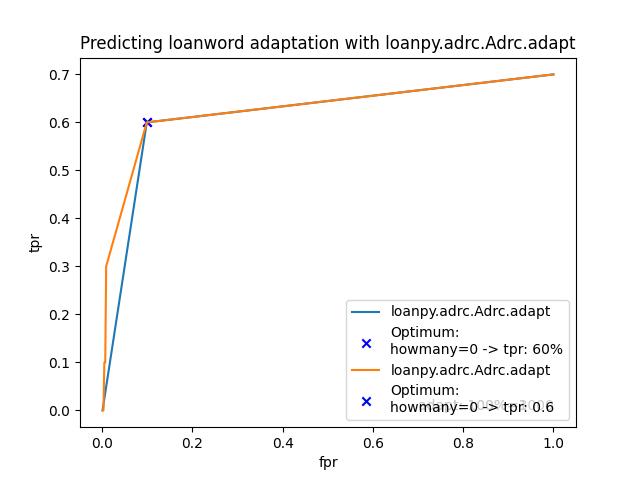 Predicting loanword adaptation with loanpy.adrc.Adrc.adapt
0.7
0.6
0.5
0.4
0.3
0.2
0.1
0.0
tpr
0.0 0.2 0.4 0.6 0.8 1.0
fpr
loanpy.adrc.Adrc.adapt
Optimum:
howmany=0 -> tpr: 60%
loanpy.adrc.Adrc.adapt
Optimum:
howmany=0 -> tpr: 0.6